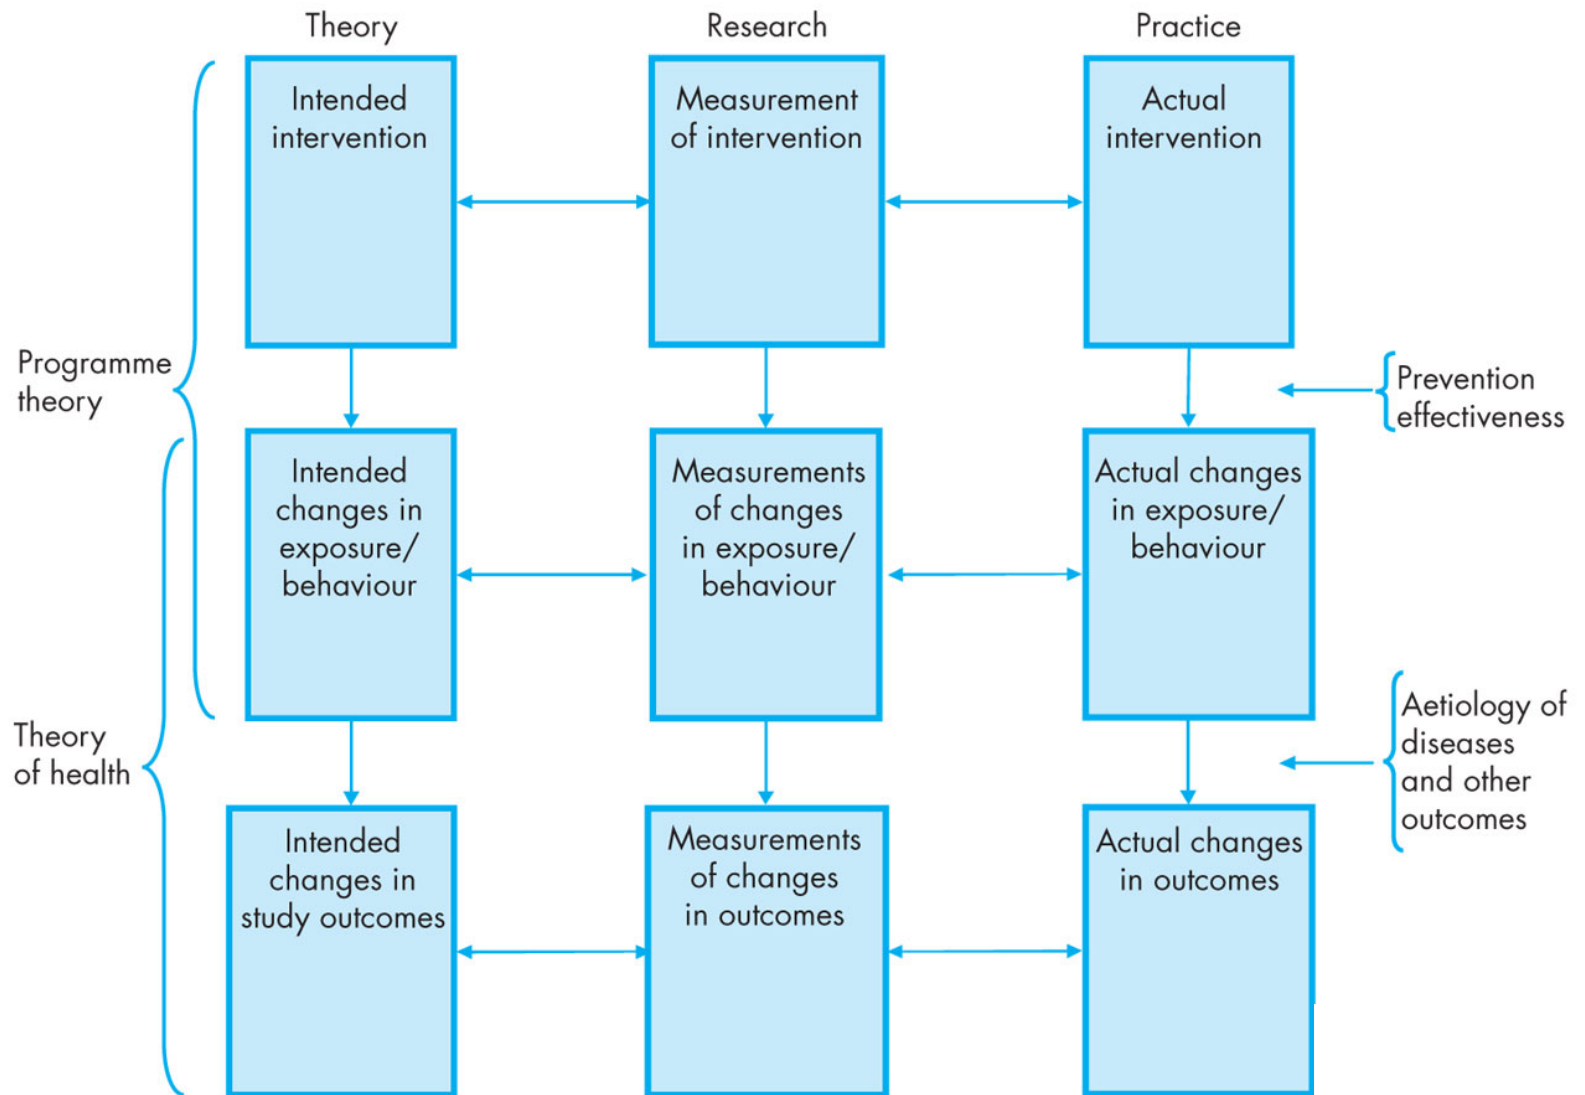 Theory
Research
Practice
Intended
intervention
Measurement
of intervention
Actual
intervention
Programme
theory
Prevention
effectiveness
Intended
changes in
exposure/
behaviour
Measurements
of changes
in exposure/
behaviour
Actual changes
in exposure/
behaviour
Theory
of health
Aetiology of
diseases
and other
outcomes
Intended
changes in
study outcomes
Measurements
of changes
in outcomes
Actual changes
in outcomes